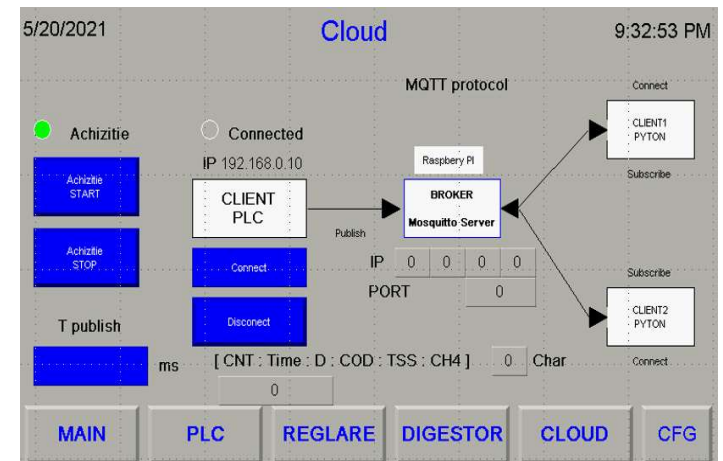 5/20/2021
Cloud
9:32:53 PM
MQTT protocol
Connect
Achizitie
Connected
CLIENT1
PYTON
IP 192.168.0.10
Raspbery PI
Subscribe
Achizitie
START
CLIENT
PLC
BROKER
Mosquitto Server
Publish
Achizitie
STOP
Connect
IP 0 0 0 0
Subscribe
PORT 0
T publish
Disconect
CLIENT2
PYTON
ms
[ CNT : Time : D : COD : TSS : CH4 ] 0 Char
Connect
0
MAIN
PLC
REGLARE
DIGESTOR
CLOUD
CFG